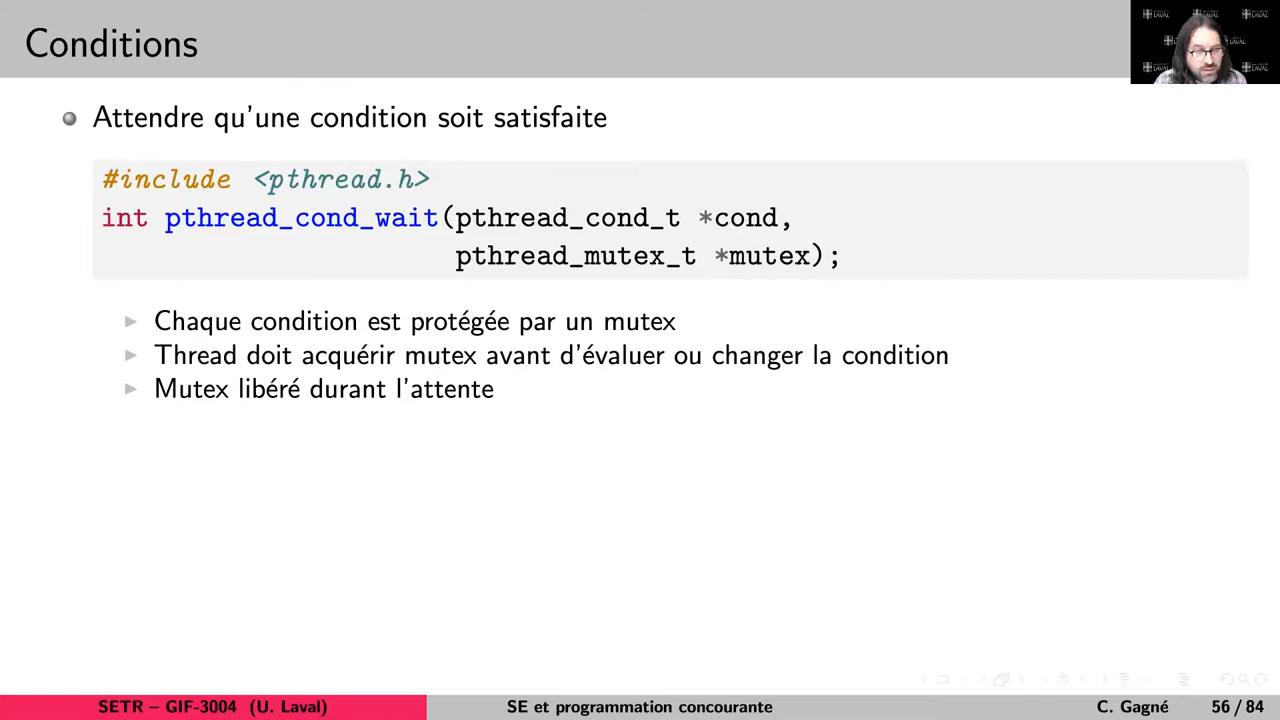 Conditions
Attendre qu'une condition soit satisfaite
#include <pthread.h>
int pthread_cond_wait(pthread_cond_t *cond,
pthread_mutex_t *mutex);
Chaque condition est protégée par un mutex
Thread doit acquérir mutex avant d'évaluer ou changer la condition
Mutex libéré durant l'attente
SETR – GIF-3004 (U. Laval) SE et programmation concourante C. Gagné 56 / 84